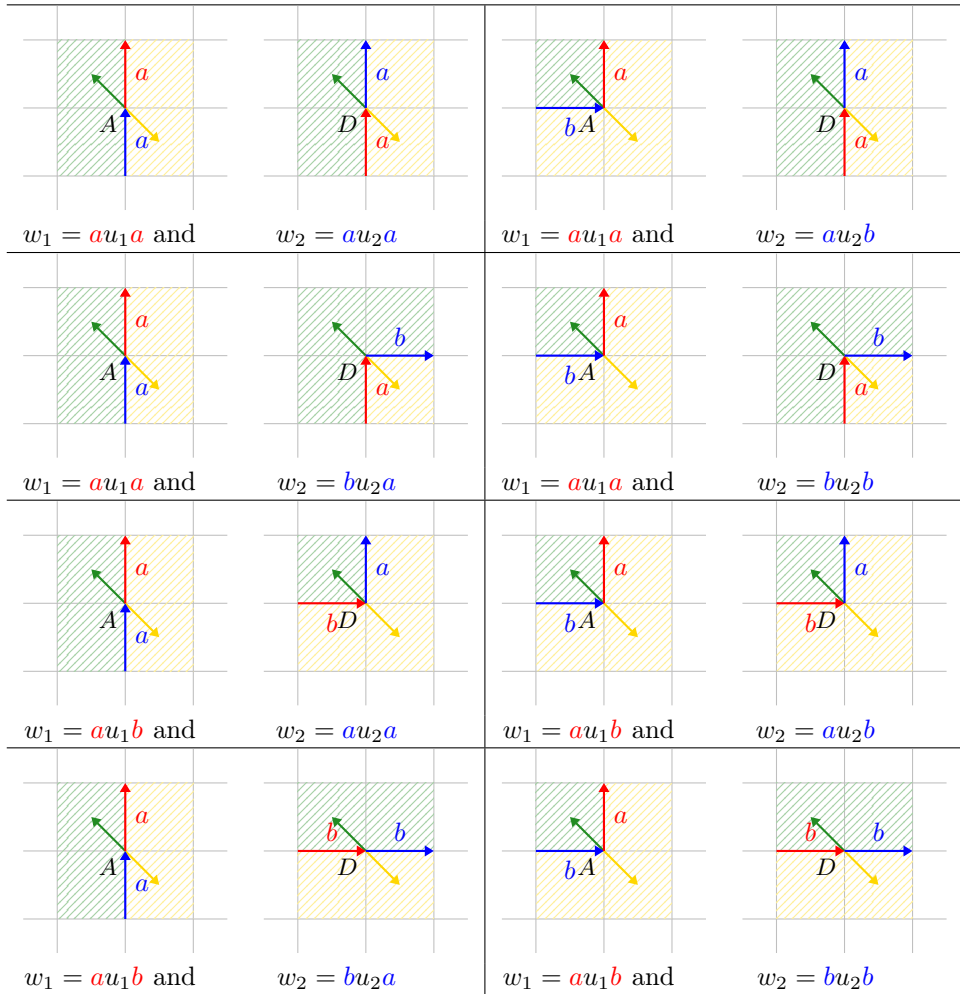 a a
A a D a
a a
b A D a
w₁ = au₁a and w₂ = au₂a
w₁ = au₁a and w₂ = au₂b
a b
A a D a
a b
b A D a
w₁ = au₁a and w₂ = bu₂a
w₁ = au₁a and w₂ = bu₂b
a a
A a b D
a a
b A b D
w₁ = au₁b and w₂ = au₂a
w₁ = au₁b and w₂ = au₂b
a b b
A a D
a b b
b A D
w₁ = au₁b and w₂ = bu₂a
w₁ = au₁b and w₂ = bu₂b